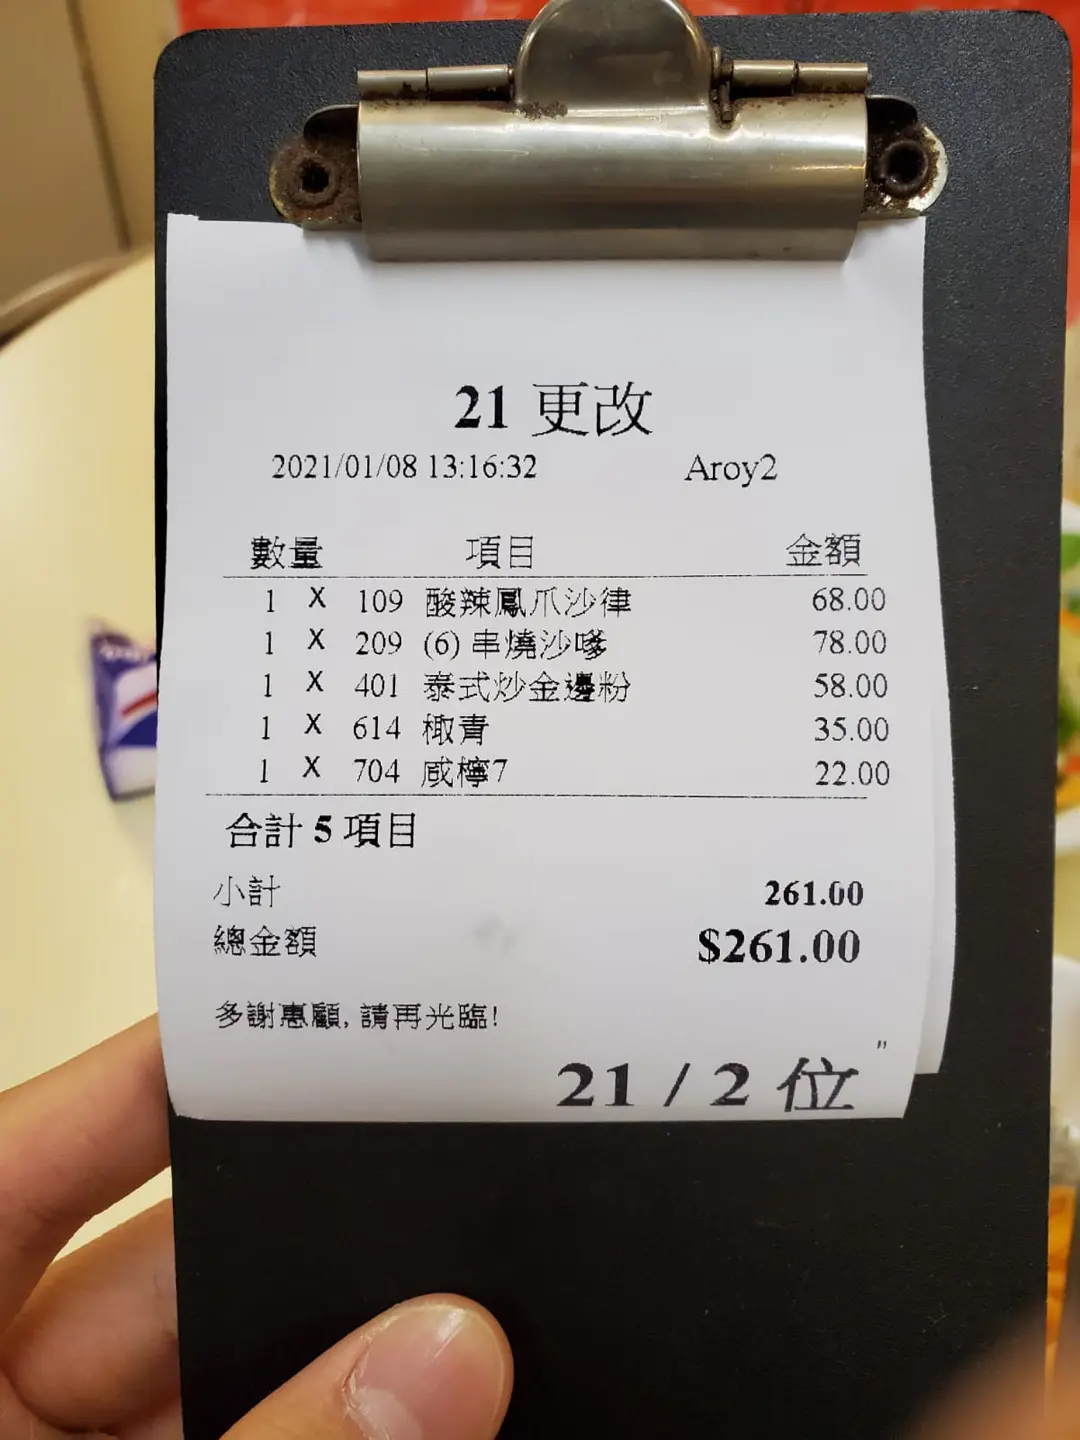 21 更改
2021/01/08 13:16:32 Aroy2
數量 項目 金額
1 X 109 酸辣鳳爪沙律 68.00
1 X 209 (6) 串燒沙嗲 78.00
1 X 401 泰式炒金邊粉 58.00
1 X 614 椰青 35.00
1 X 704 咸檸7 22.00
合計 5 項目
小計 261.00
總金額 $261.00
多謝惠顧, 請再光臨!
"
21 / 2 位